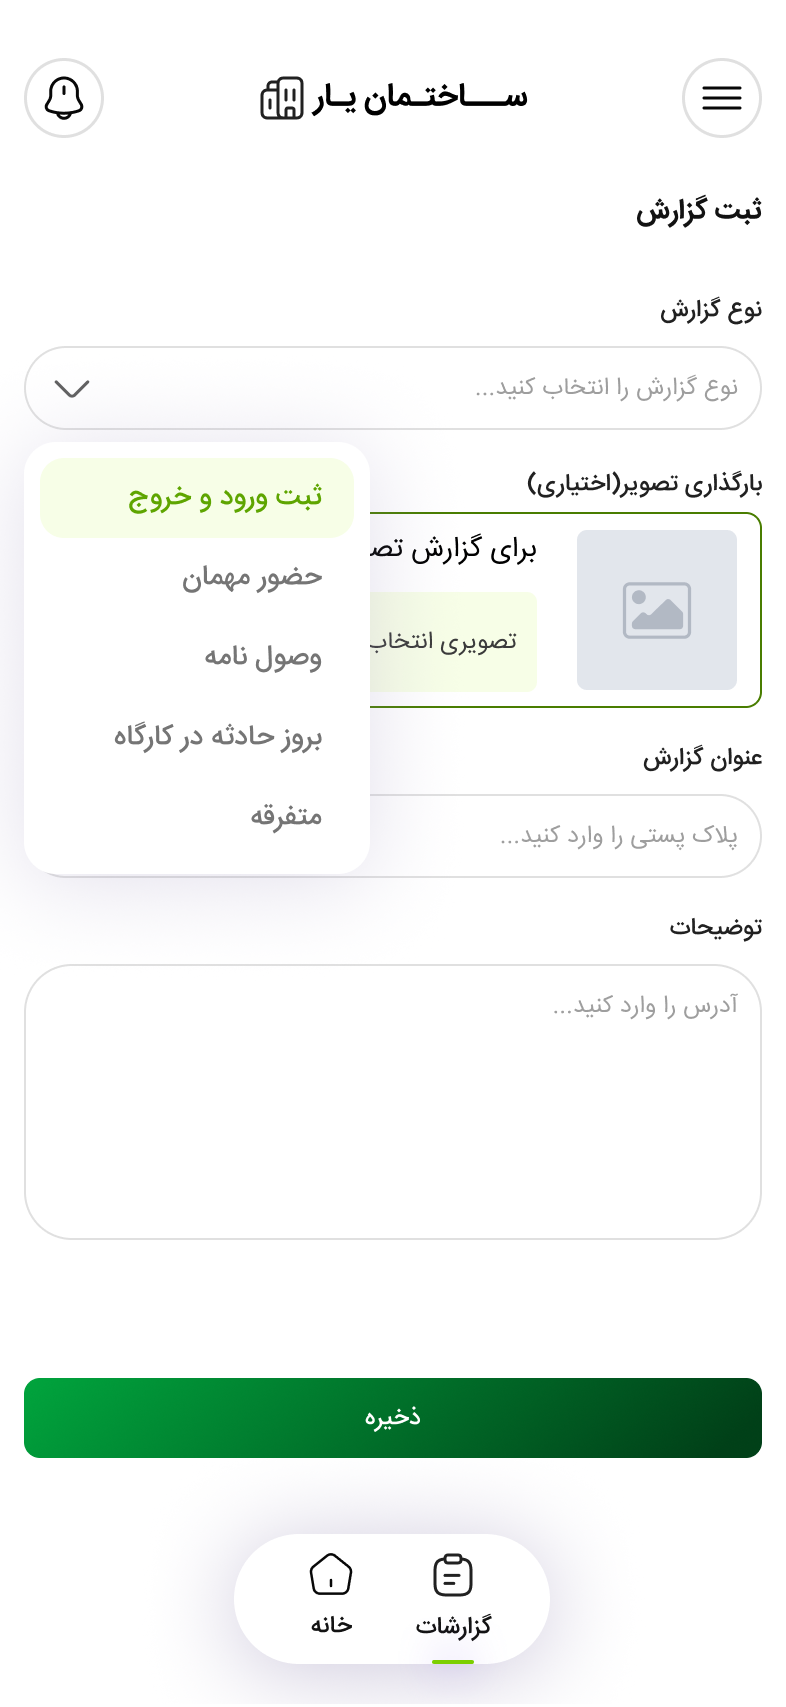 ســـاختـمان یـار
ثبت گزارش
نوع گزارش
نوع گزارش را انتخاب کنید...
ثبت ورود و خروج
حضور مهمان
وصول نامه
بروز حادثه در کارگاه
متفرقه
بارگذاری تصویر(اختیاری)
برای گزارش
تصویری انتخاب
عنوان گزارش
پلاک پستی را وارد کنید...
توضیحات
آدرس را وارد کنید...
ذخیره
گزارشات
خانه